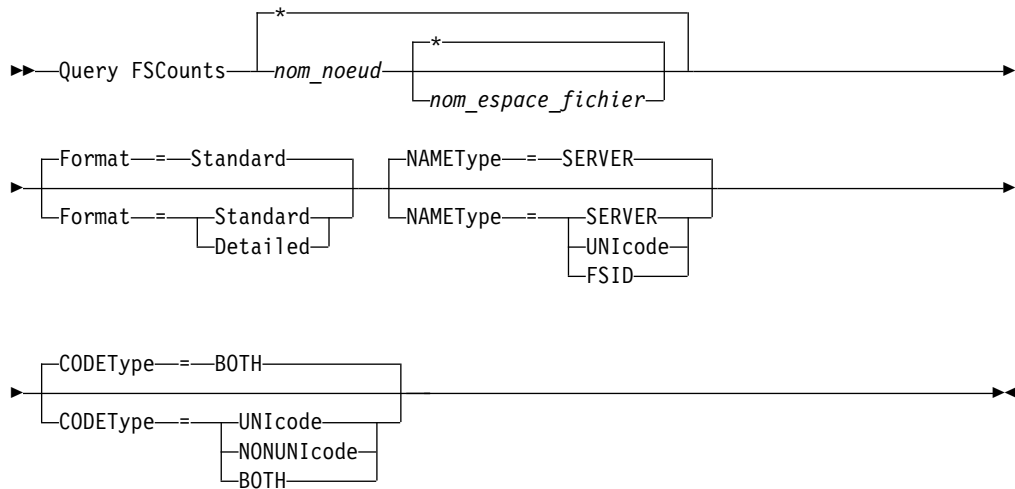 *
*
Query FSCounts nom_noeud
nom_espace_fichier
Format = Standard NAMEType = SERVER
Format = Standard NAMEType = SERVER
Detailed UNIcode
FSID
CODEType = BOTH
CODEType = UNIcode
NONUNIcode
BOTH